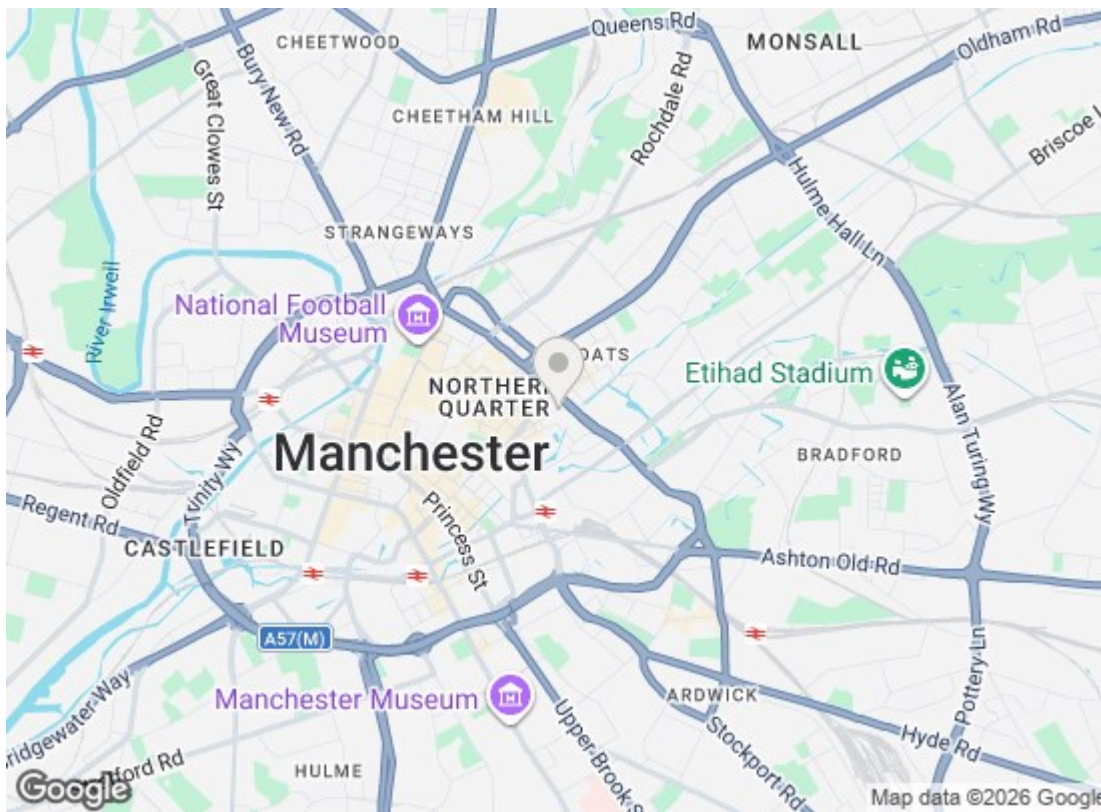 CHEETWOOD
Queens Rd
MONSALL
Oldham Rd
Bury New Rd
Great Clowes St
CHEETHAM HILL
Rochdale Rd
Briscoe L
Hulme Hall Ln
STRANGEWAYS
River Irwell
National Football
Museum
OATS
Etihad Stadium
NORTHERN
QUARTER
Alan Turing Wy
Oldfield Rd
Manchester
BRADFORD
Trinity Wy
Regent Rd
Princess St
CASTLEFIELD
Ashton Old Rd
A57(M)
Pottery Ln
Manchester Museum
ARDWICK
Bridgewater Way
Upper Brook S
Stockport Rd
Hyde Rd
ford Rd
HULME
Google
Map data ©2026 Google